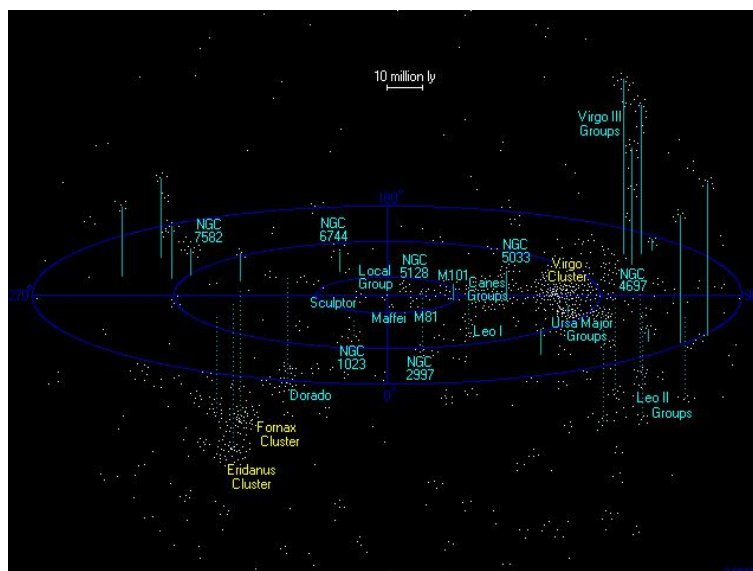 10 million ly
Virgo III
Groups
180°
NGC
7582
NGC
6744
NGC
5033
Virgo
Cluster
NGC
4697
Local
Group
NGC
5128
M101
Canes
Groups
270°
Sculptor
Maffei
M81
Leo I
Ursa Major
Groups
NGC
1023
NGC
2997
0°
Dorado
Leo II
Groups
Fornax
Cluster
Eridanus
Cluster